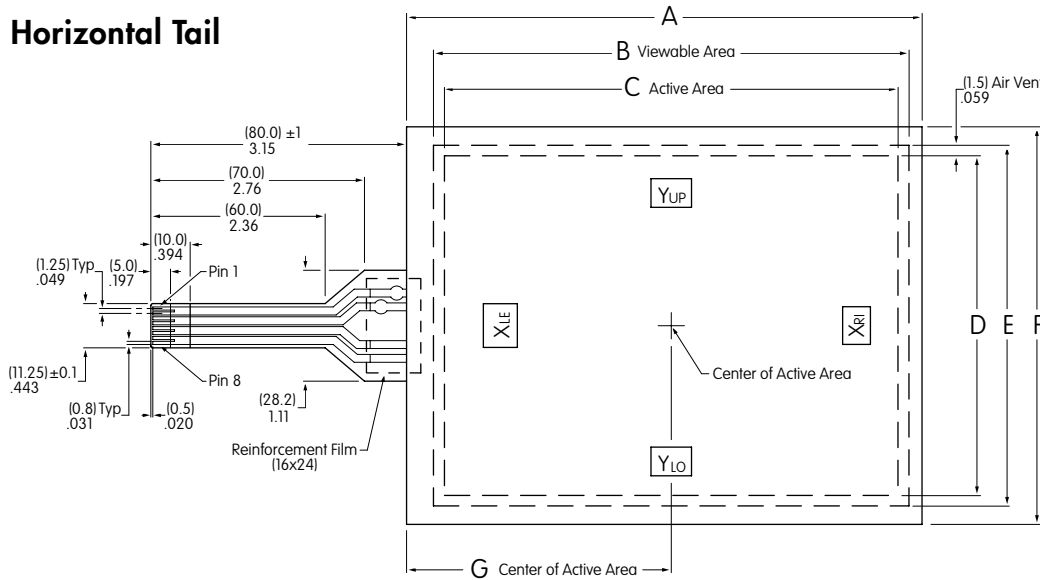 Horizontal Tail
A
B Viewable Area
C Active Area
(1.5) Air Ven
.059
(80.0) ±1
3.15
(70.0)
2.76
(60.0)
2.36
(10.0)
.394
(1.25) Typ
.049
(5.0)
.197
Pin 1
YUP
XLE
XRI
D
E
F
Center of Active Area
(11.25)±0.1
.443
Pin 8
(0.8) Typ
.031
(0.5)
.020
(28.2)
1.11
Reinforcement Film
(16x24)
YLO
G Center of Active Area